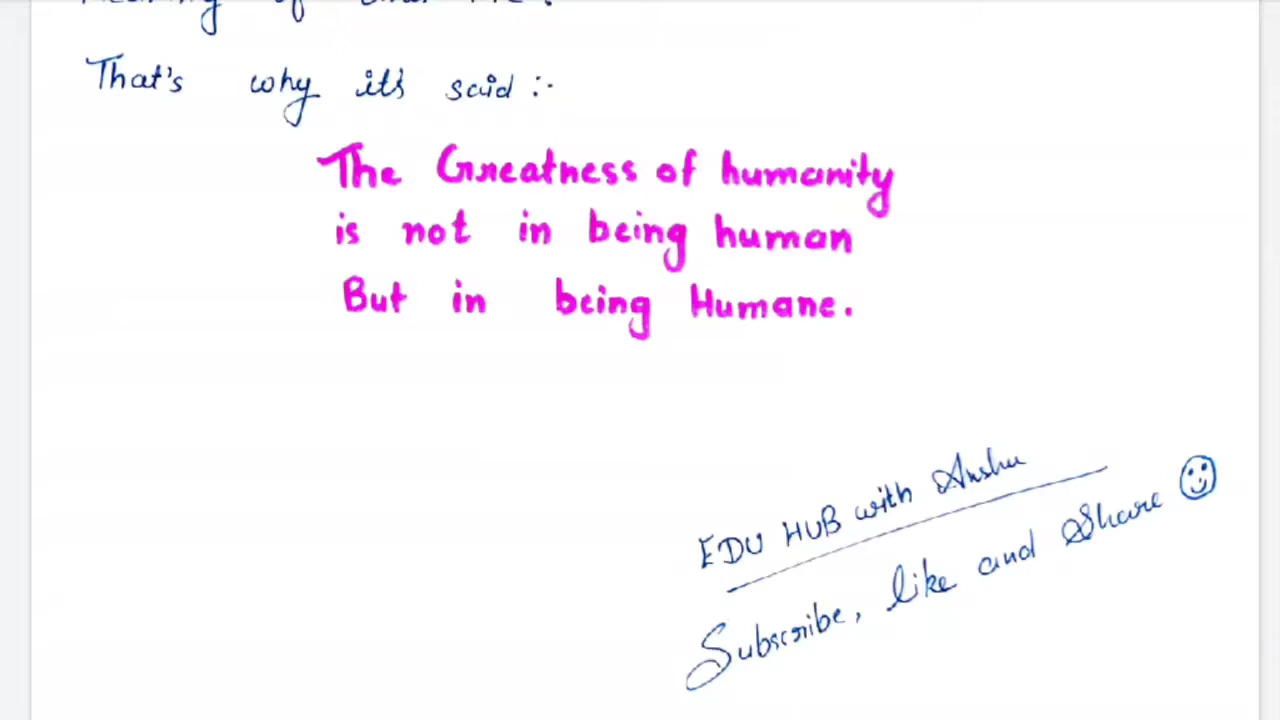 That's why it's said :-
The Greatness of humanity
is not in being human
But in being Humane.
EDU HUB with Anshu
Subscribe, like and Share